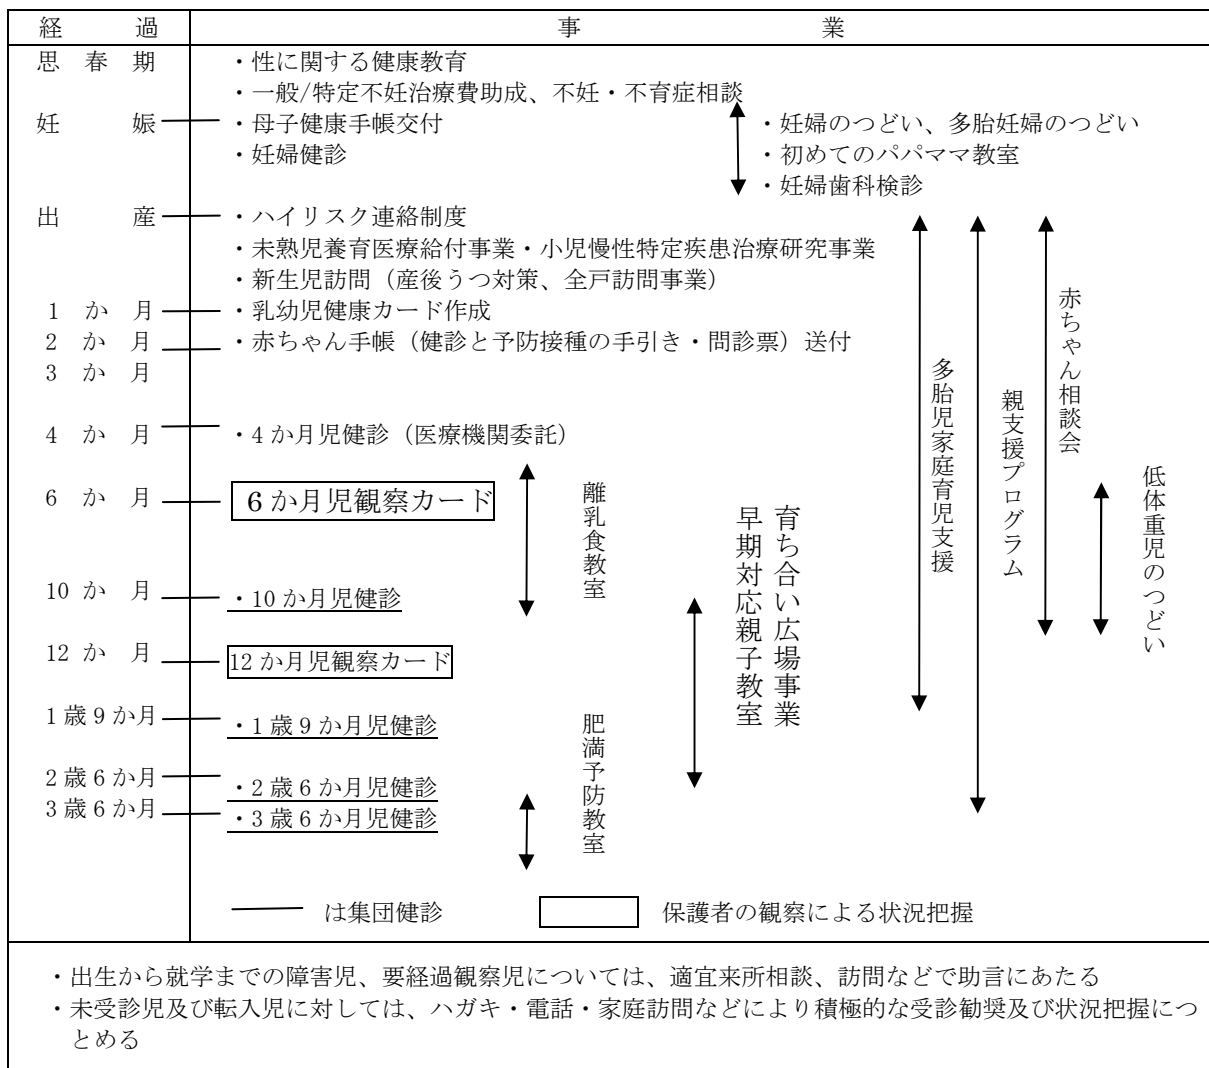 経 過 事 業
思 春 期 ・性に関する健康教育
・一般/特定不妊治療費助成、不妊・不育症相談
妊 娠 ・母子健康手帳交付 ・妊婦のつどい、多胎妊婦のつどい
・妊婦健診 ・初めてのパパママ教室
・妊婦歯科検診
出 産 ・ハイリスク連絡制度
・未熟児養育医療給付事業・小児慢性特定疾患治療研究事業
・新生児訪問（産後うつ対策、全戸訪問事業）
1 か 月 ・乳幼児健康カード作成
2 か 月 ・赤ちゃん手帳（健診と予防接種の手引き・問診票）送付
3 か 月
4 か 月 ・4か月児健診（医療機関委託）
6 か 月 6か月児観察カード
10 か 月 ・10か月児健診
12 か 月 12か月児観察カード
1歳9か月 ・1歳9か月児健診
2歳6か月 ・2歳6か月児健診
3歳6か月 ・3歳6か月児健診
離乳食教室
肥満予防教室
育ち合い広場事業
早期対応親子教室
多胎児家庭育児支援
親支援プログラム
赤ちゃん相談会
低体重児のつどい
は集団健診 保護者の観察による状況把握
・出生から就学までの障害児、要経過観察児については、適宜来所相談、訪問などで助言にあたる
・未受診児及び転入児に対しては、ハガキ・電話・家庭訪問などにより積極的な受診勧奨及び状況把握につ
とめる